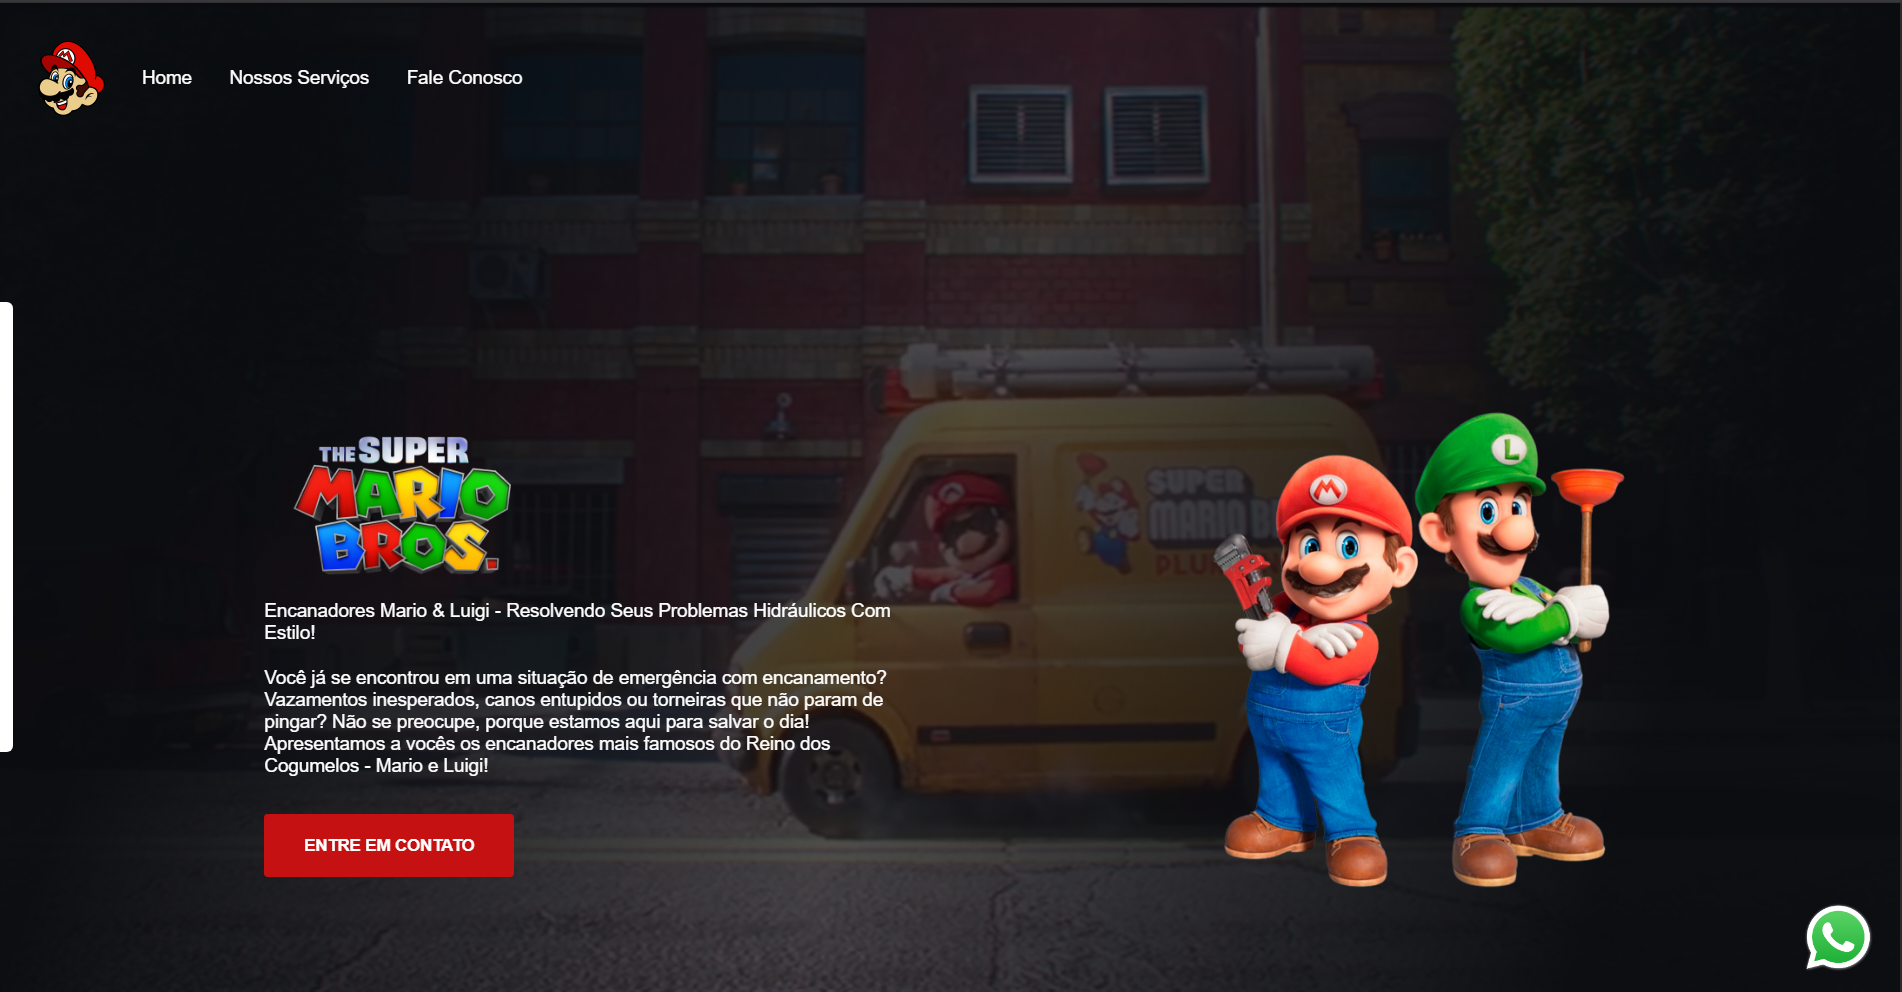 Home
Nossos Serviços
Fale Conosco
THE SUPER
MARIO
BROS.
SUPER
MARIO B
PLU
M
L
Encanadores Mario & Luigi - Resolvendo Seus Problemas Hidráulicos Com
Estilo!
Você já se encontrou em uma situação de emergência com encanamento?
Vazamentos inesperados, canos entupidos ou torneiras que não param de
pingar? Não se preocupe, porque estamos aqui para salvar o dia!
Apresentamos a vocês os encanadores mais famosos do Reino dos
Cogumelos - Mario e Luigi!
ENTRE EM CONTATO